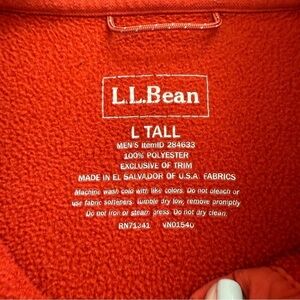 L.L.Bean
L TALL
MEN'S ItemID 284633
100% POLYESTER
EXCLUSIVE OF TRIM
MADE IN EL SALVADOR OF U.S.A. FABRICS
Machine wash cold with like colors. Do not bleach or
use fabric softeners. Tumble dry low, remove promptly
Do not iron or steam press. Do not dry clean.
RN71341 VN01540